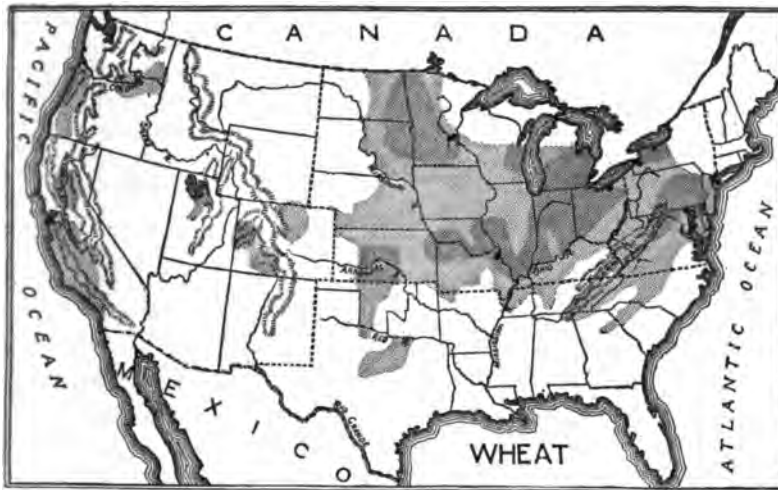 CANADA
PACIFIC
OCEAN
MEXICO
ATLANTIC OCEAN
WHEAT